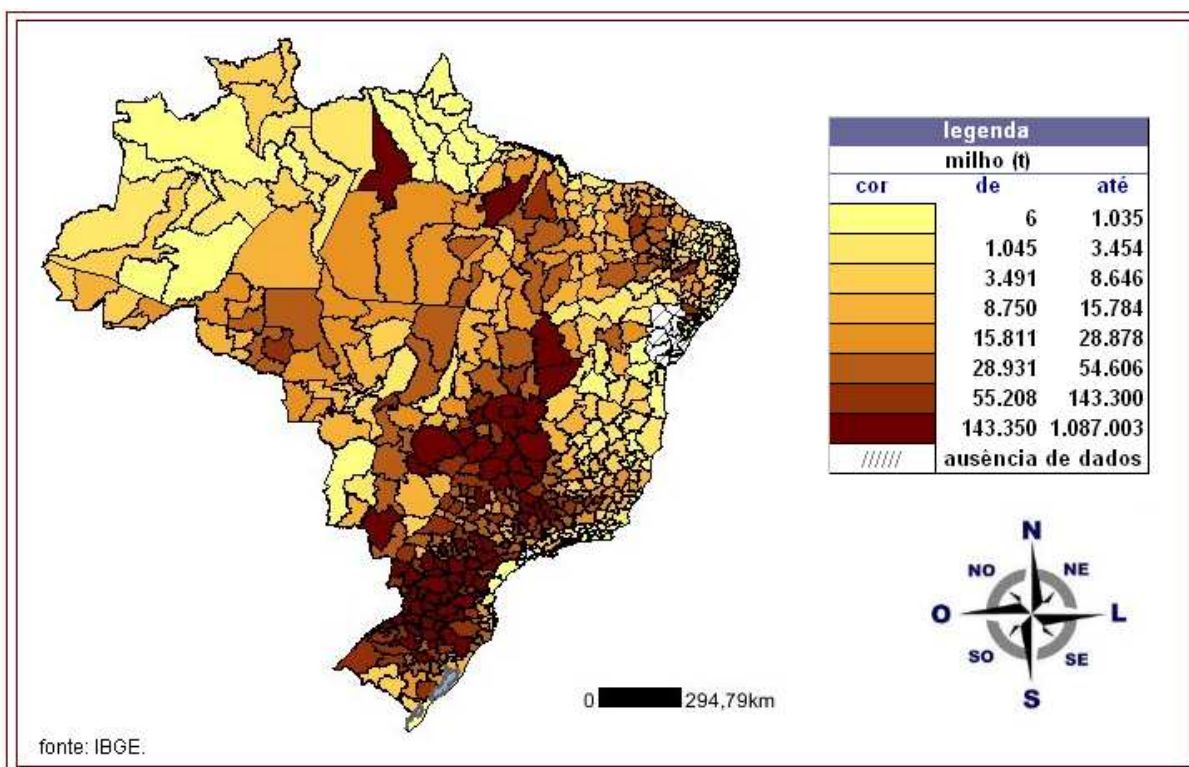 legenda
milho (t)
cor de até
6 1.035
1.045 3.454
3.491 8.646
8.750 15.784
15.811 28.878
28.931 54.606
55.208 143.300
143.350 1.087.003
////// ausência de dados
N
NO NE
O L
SO SE
S
0 294,79km
fonte: IBGE.